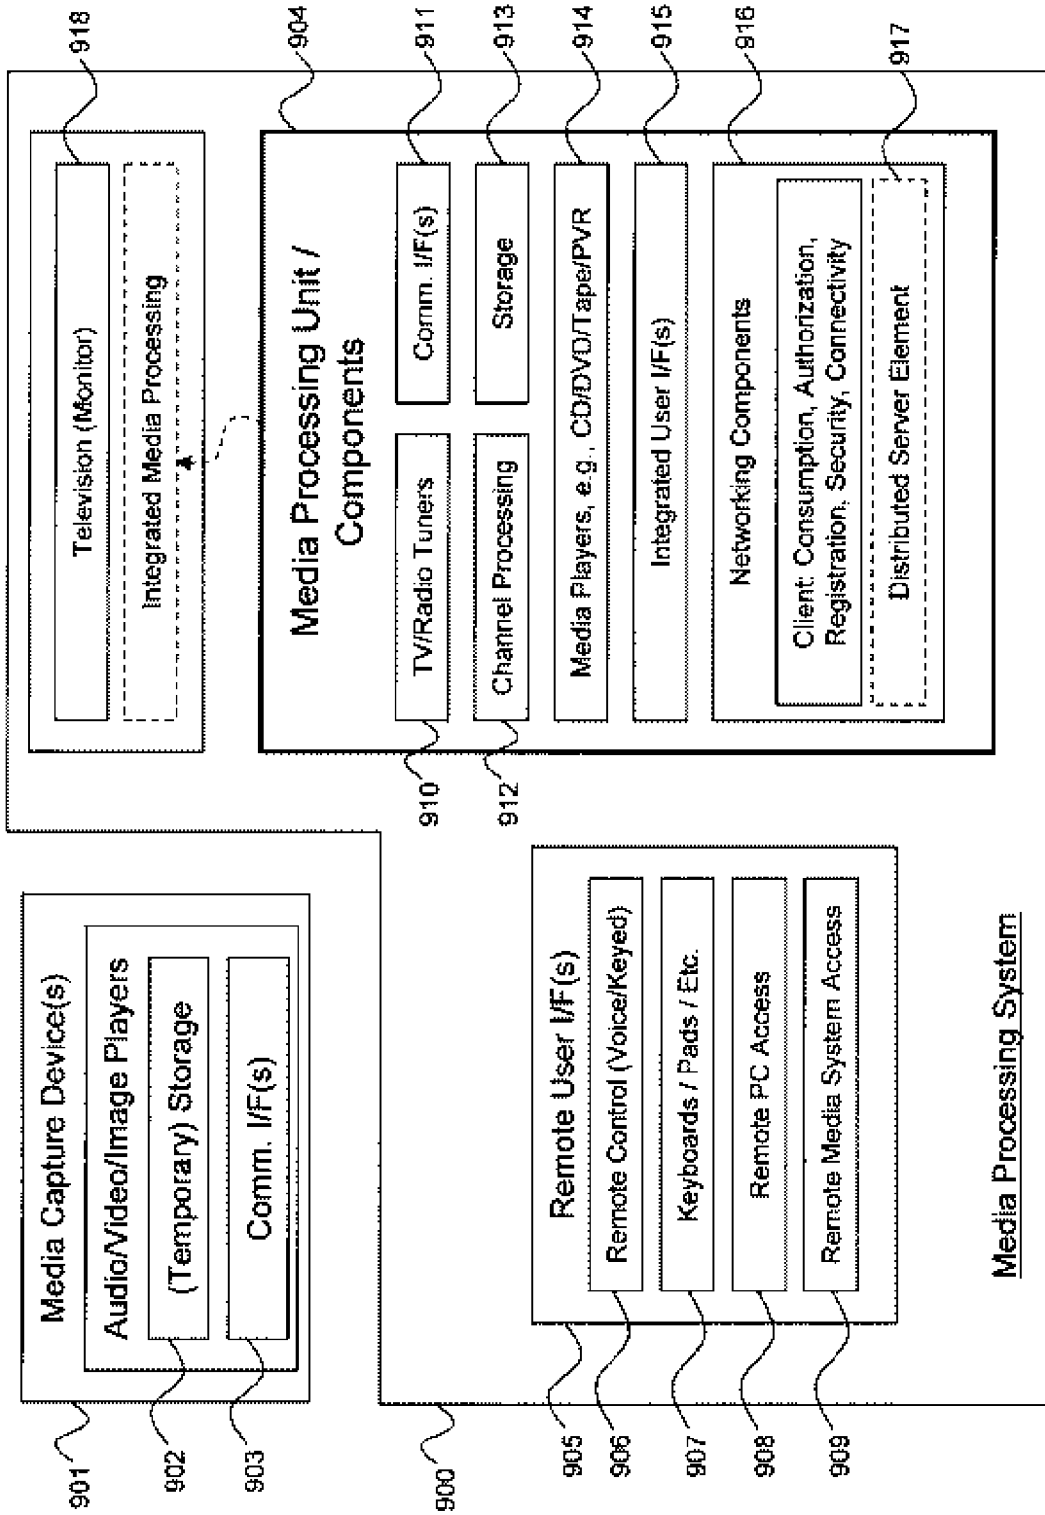 901
Media Capture Device(s)
Audio/Video/Image Players
902
(Temporary) Storage
903
Comm. I/F(s)
900
Television (Monitor)
918
Integrated Media Processing
904
Media Processing Unit /
Components
910
TV/Radio Tuners
Comm. I/F(s)
911
912
Channel Processing
Storage
913
Media Players, e.g., CD/DVD/Tape/PVR
914
Integrated User I/F(s)
915
Networking Components
916
Client: Consumption, Authorization,
Registration, Security, Connectivity
Distributed Server Element
917
905
Remote User I/F(s)
906
Remote Control (Voice/Keyed)
907
Keyboards / Pads / Etc.
908
Remote PC Access
909
Remote Media System Access
Media Processing System